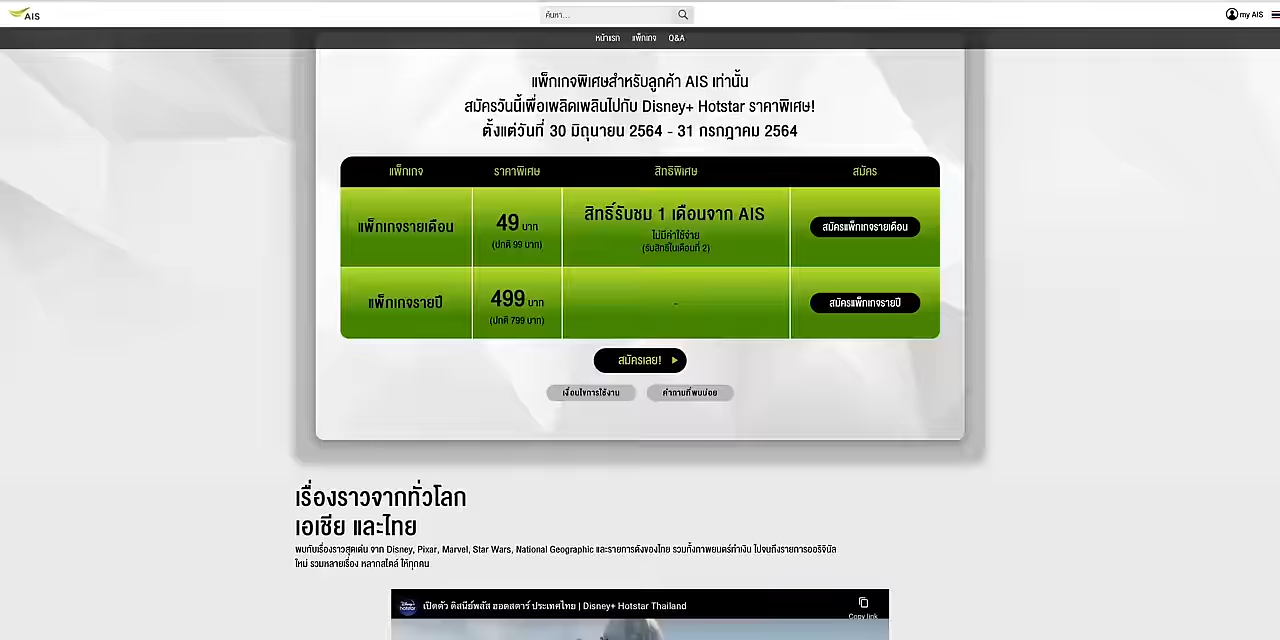 AIS
ค้นหา...
my AIS
หน้าแรก แพ็กเกจ Q&A
แพ็กเกจพิเศษสำหรับลูกค้า AIS เท่านั้น
สมัครวันนี้เพื่อเพลิดเพลินไปกับ Disney+ Hotstar ราคาพิเศษ!
ตั้งแต่วันที่ 30 มิถุนายน 2564 - 31 กรกฎาคม 2564
แพ็กเกจ ราคาพิเศษ สิทธิพิเศษ สมัคร
แพ็กเกจรายเดือน
49 บาท
(ปกติ 99 บาท)
สิทธิ์รับชม 1 เดือนจาก AIS
ไม่มีค่าใช้จ่าย
(รับสิทธิ์ในเดือนที่ 2)
สมัครแพ็กเกจรายเดือน
แพ็กเกจรายปี
499 บาท
(ปกติ 799 บาท)
-
สมัครแพ็กเกจรายปี
สมัครเลย!
เงื่อนไขการใช้งาน คำถามที่พบบ่อย
เรื่องราวจากทั่วโลก
เอเชีย และไทย
พบกับเรื่องราวสุดเด่น จาก Disney, Pixar, Marvel, Star Wars, National Geographic และรายการดังของไทย รวมทั้งภาพยนตร์ทำเงิน ไปจนถึงรายการออริจินัล
ใหม่ รวมหลายเรื่อง หลากสไตล์ ให้ทุกคน
Disney+ hotstar
เปิดตัว ดิสนีย์พลัส ฮอตสตาร์ ประเทศไทย | Disney+ Hotstar Thailand
Copy link